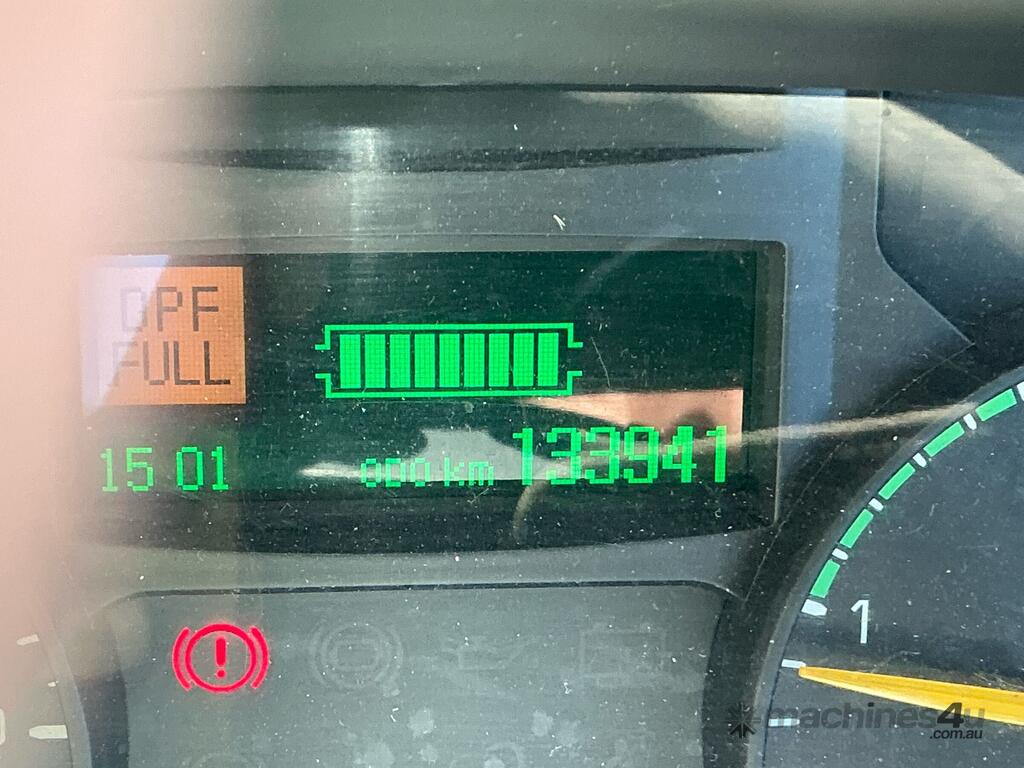 DPF
FULL
15 01
000 km 133941
1
machines4u
.com.au